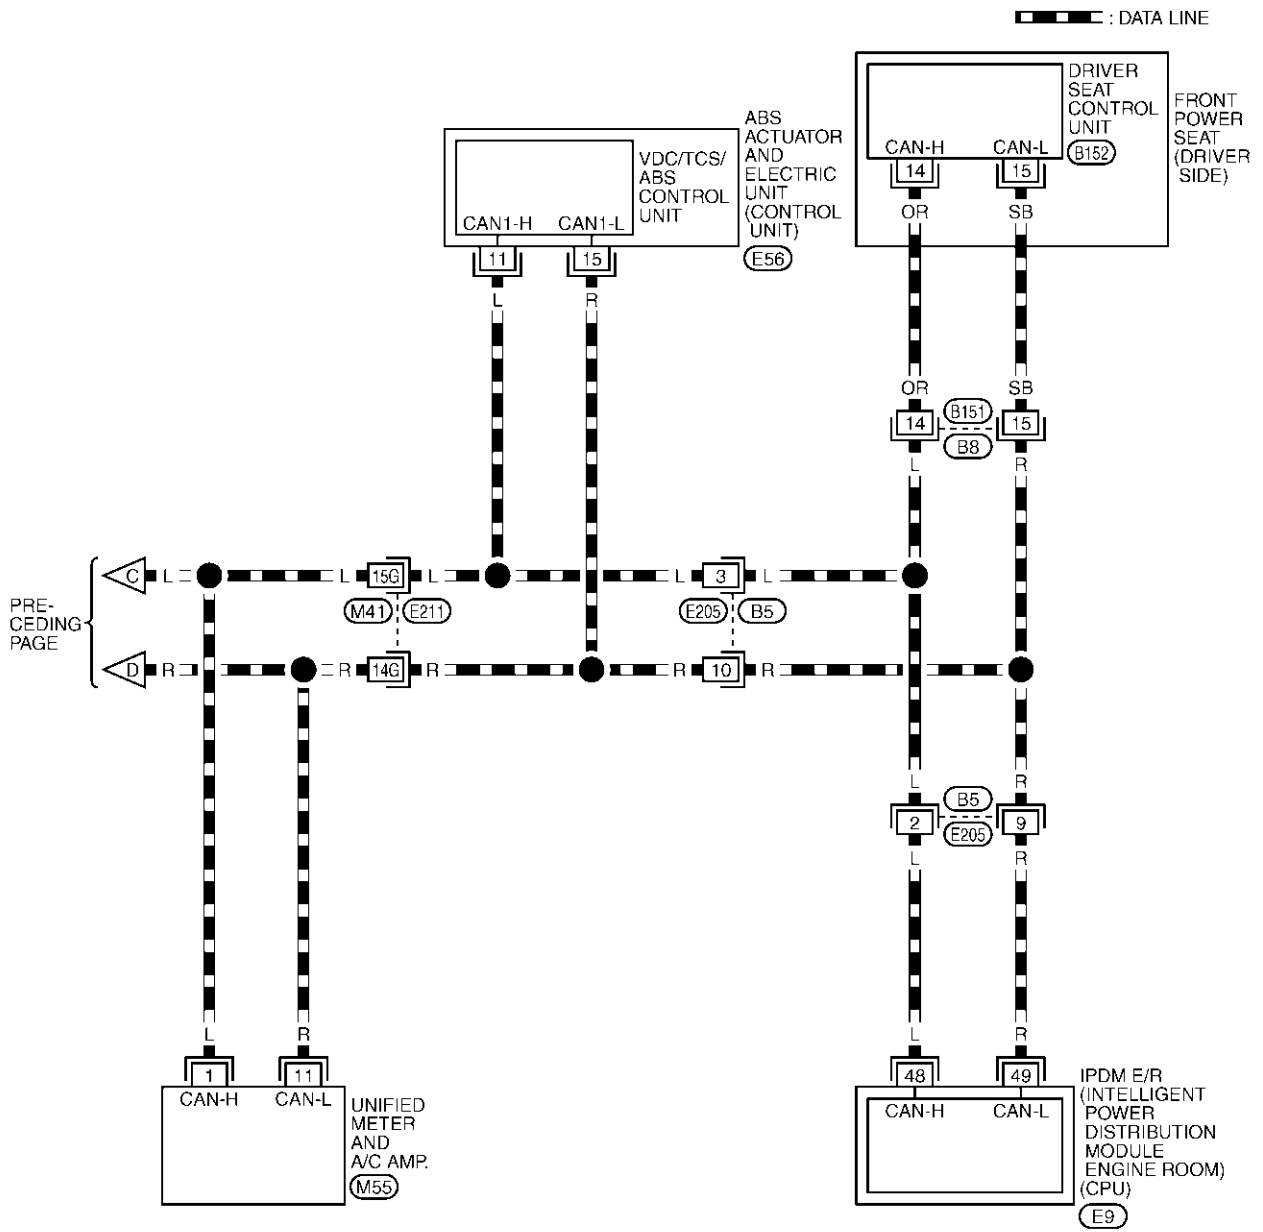 : DATA LINE
DRIVER
SEAT
CONTROL
UNIT
B152
CAN-H
CAN-L
14
15
FRONT
POWER
SEAT
(DRIVER
SIDE)
OR
SB
ABS
ACTUATOR
AND
ELECTRIC
UNIT
(CONTROL
UNIT)
E56
VDC/TCS/
ABS
CONTROL
UNIT
CAN1-H
CAN1-L
11
15
L
R
OR
SB
14
B151
15
B8
L
R
C
L
L
15G
L
L
3
L
M41
E211
E205
B5
PRE-
CEDING
PAGE
D
R
R
14G
R
R
10
R
L
R
2
B5
9
E205
L
R
L
R
L
R
1
11
48
49
CAN-H
CAN-L
CAN-H
CAN-L
UNIFIED
METER
AND
A/C AMP.
M55
IPDM E/R
(INTELLIGENT
POWER
DISTRIBUTION
MODULE
ENGINE ROOM)
(CPU)
E9